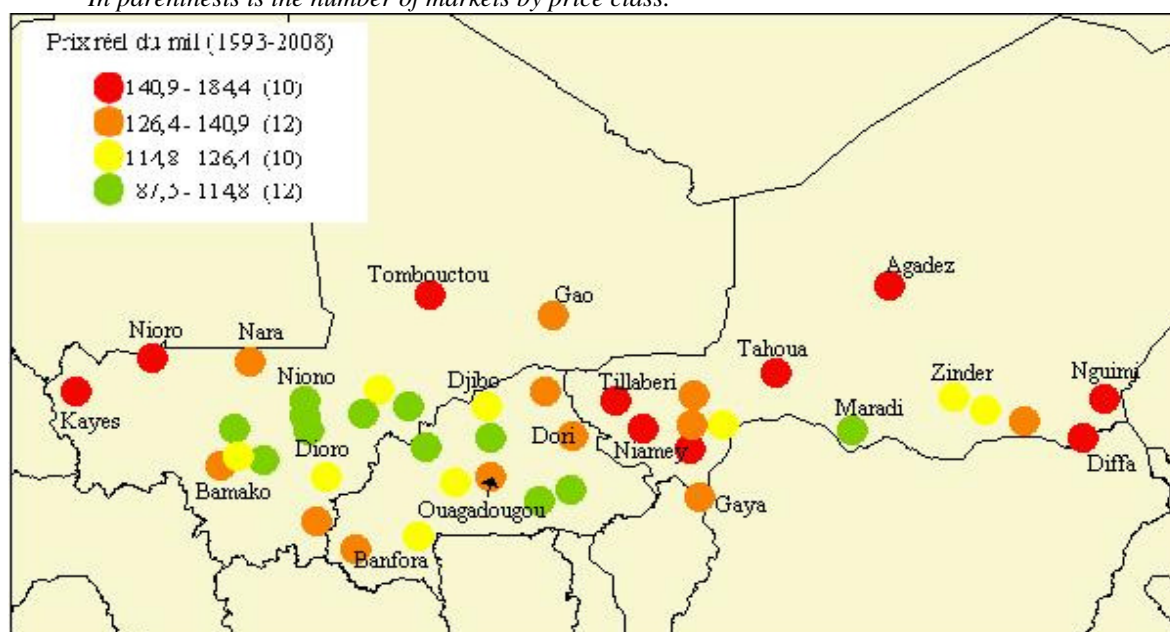 In parenthesis is the number of markets by price class.
Prix réel du mil (1993-2008)
140,9 - 184,4 (10)
126,4 - 140,9 (12)
114,8 126,4 (10)
87,5 - 114,8 (12)
Tombouctou
Gao
Agadez
Nioro
Nara
Tahoua
Niono
Djibo
Tillaberi
Zinder
Nguimi
Kayes
Maradi
Dori
Dioro
Niamey
Diffa
Bamako
Ouagadougou
Gaya
Banfora